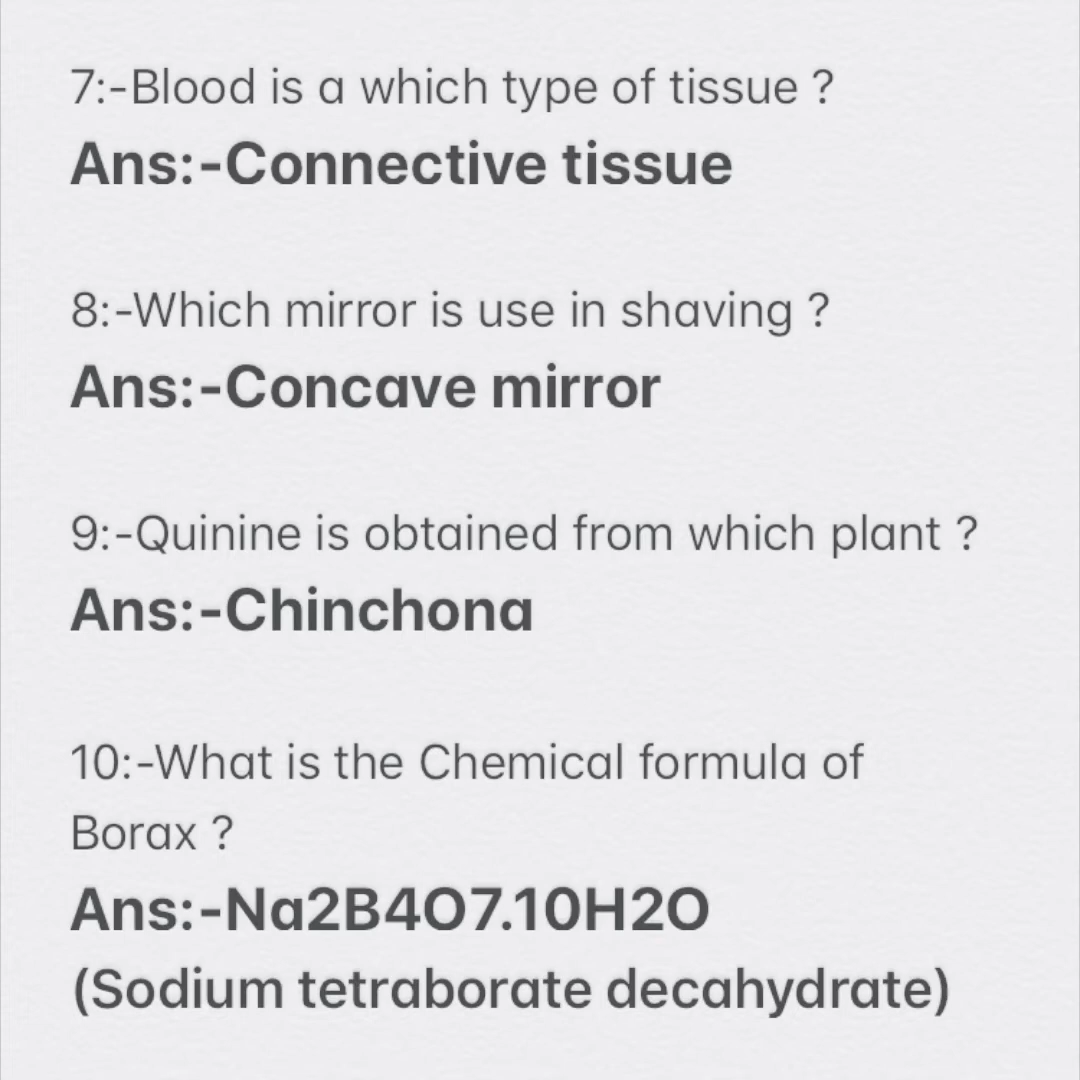 7:-Blood is a which type of tissue ?
Ans:-Connective tissue
8:-Which mirror is use in shaving ?
Ans:-Concave mirror
9:-Quinine is obtained from which plant ?
Ans:-Chinchona
10:-What is the Chemical formula of
Borax ?
Ans:-Na2B4O7.10H2O
(Sodium tetraborate decahydrate)